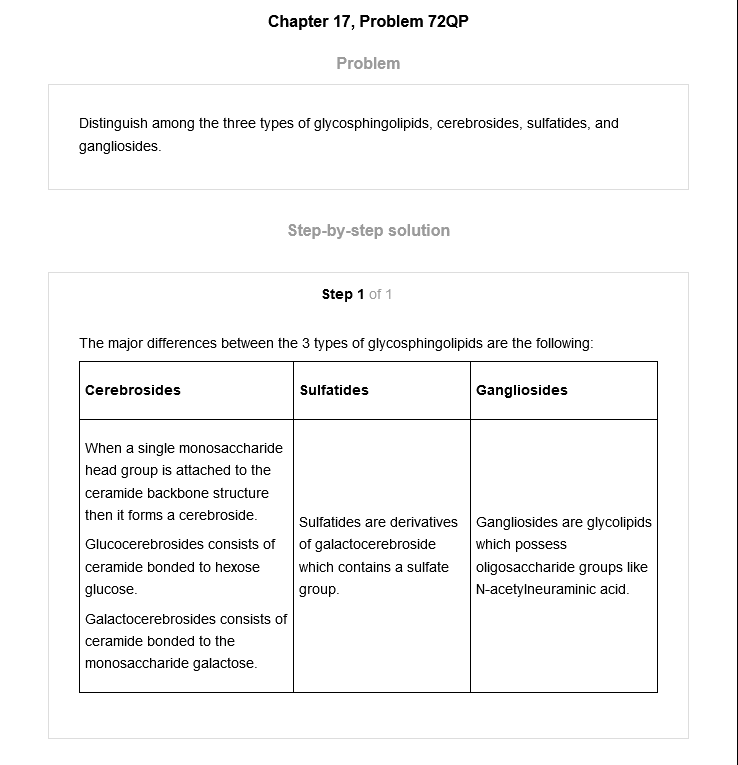 Chapter 17, Problem 72QP
Problem
Distinguish among the three types of glycosphingolipids, cerebrosides, sulfatides, and
gangliosides.
Step-by-step solution
Step 1 of 1
The major differences between the 3 types of glycosphingolipids are the following:
Cerebrosides
Sulfatides
Gangliosides
When a single monosaccharide
head group is attached to the
ceramide backbone structure
then it forms a cerebroside.
Glucocerebrosides consists of
ceramide bonded to hexose
glucose.
Galactocerebrosides consists of
ceramide bonded to the
monosaccharide galactose.
Sulfatides are derivatives
of galactocerebroside
which contains a sulfate
group.
Gangliosides are glycolipids
which possess
oligosaccharide groups like
N-acetylneuraminic acid.